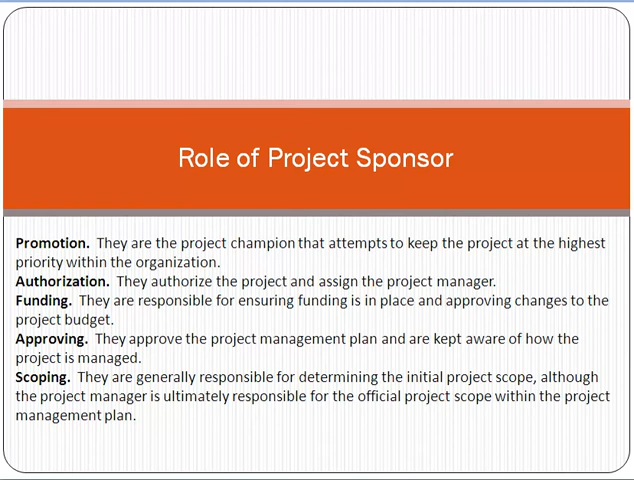 Role of Project Sponsor
Promotion. They are the project champion that attempts to keep the project at the highest
priority within the organization.
Authorization. They authorize the project and assign the project manager.
Funding. They are responsible for ensuring funding is in place and approving changes to the
project budget.
Approving. They approve the project management plan and are kept aware of how the
project is managed.
Scoping. They are generally responsible for determining the initial project scope, although
the project manager is ultimately responsible for the official project scope within the project
management plan.